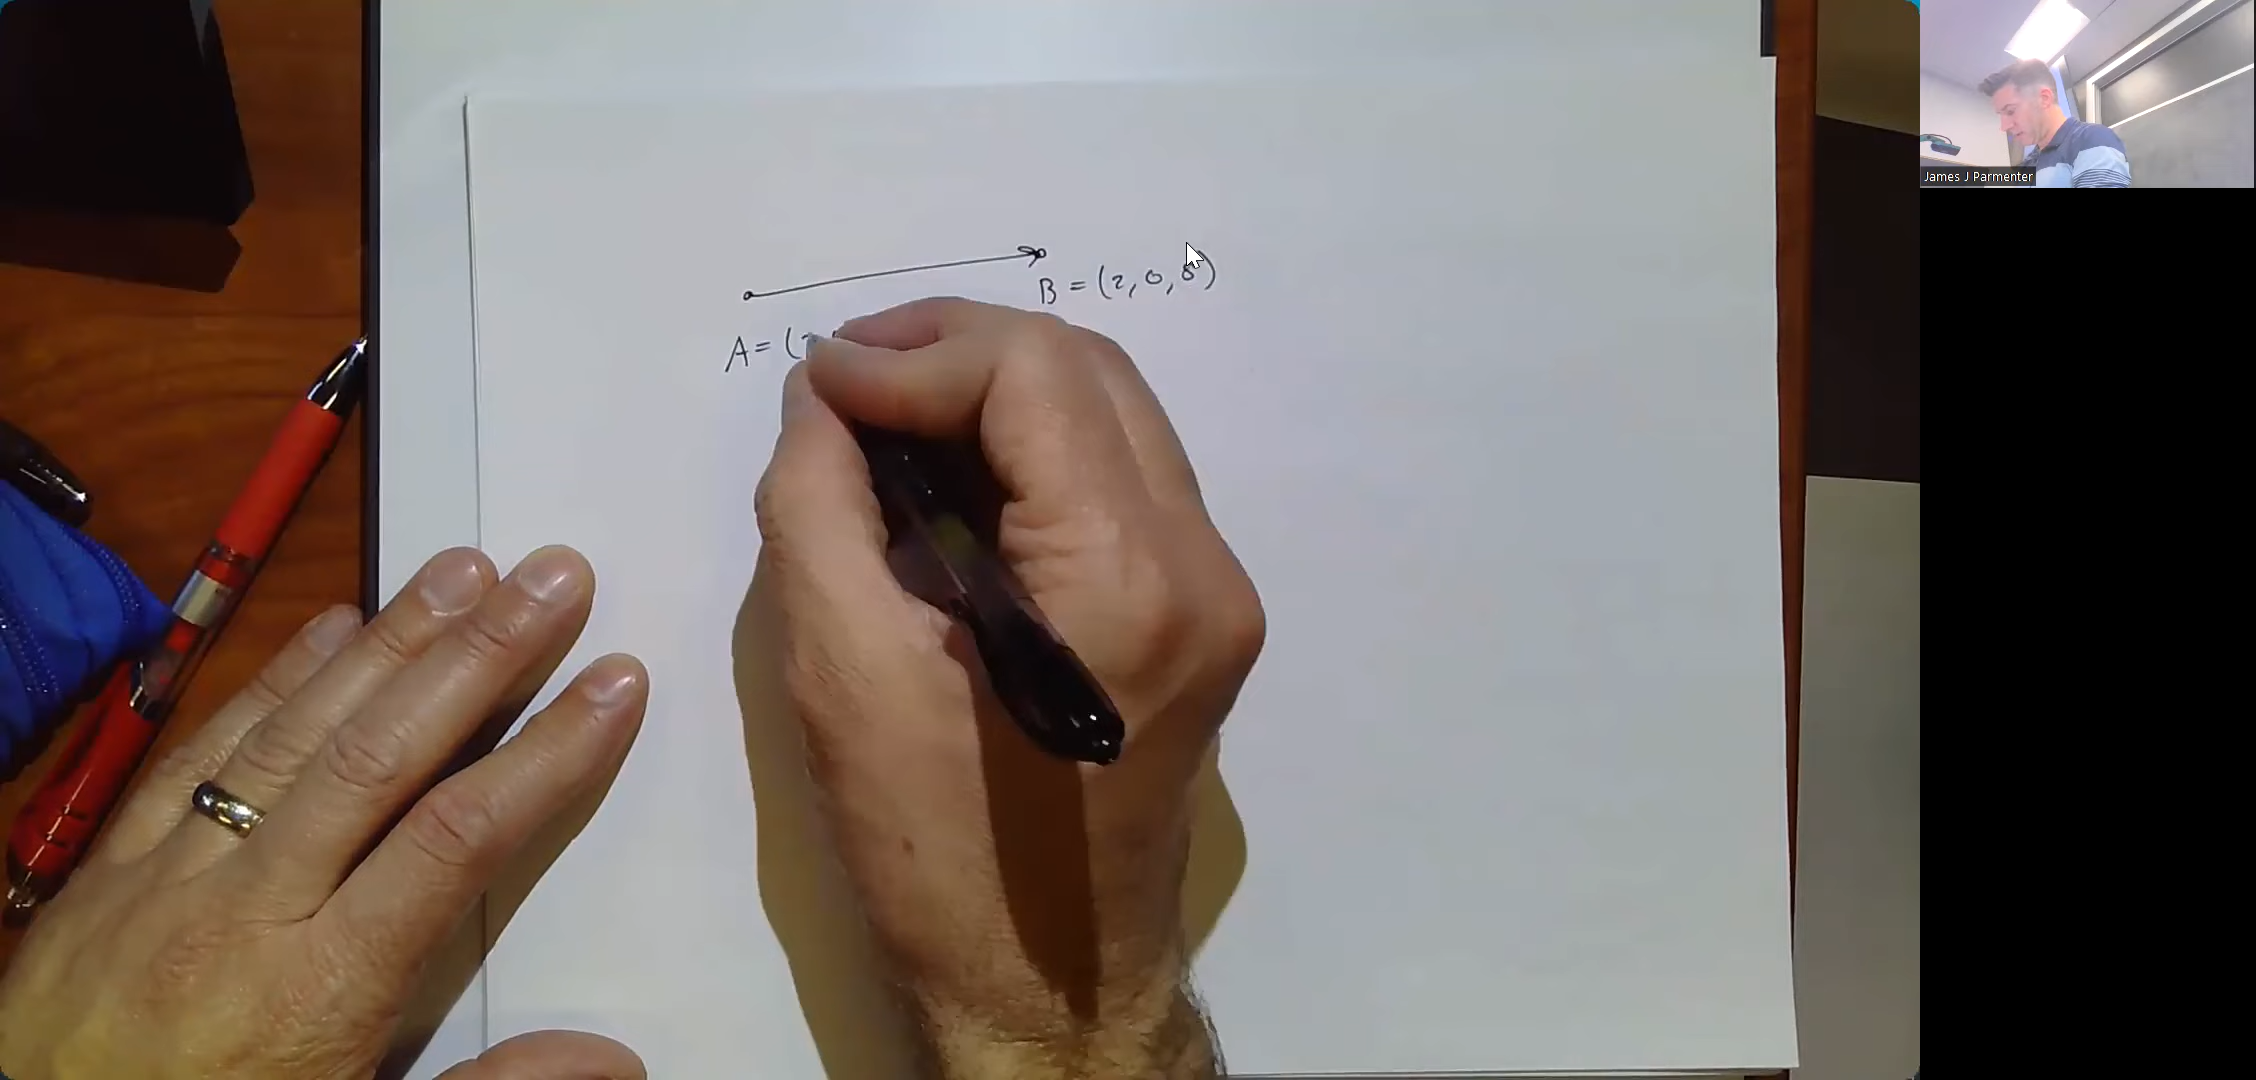 James J Parmenter
B = (2, 0, 8)
A = (